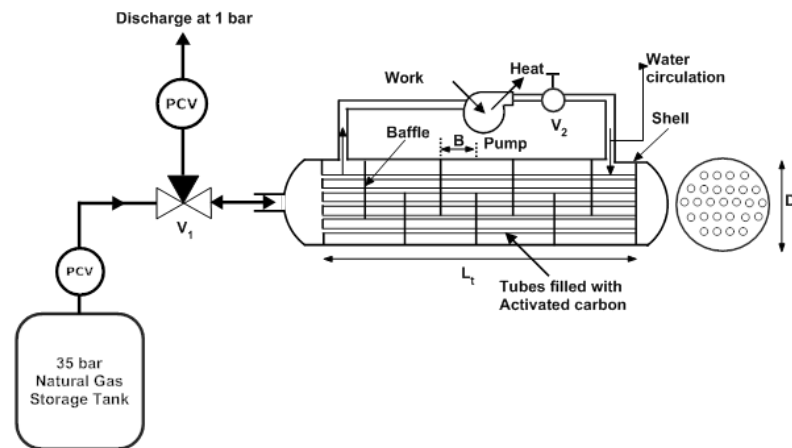 Discharge at 1 bar
PCV
V1
PCV
35 bar
Natural Gas
Storage Tank
Work
Heat
Water
circulation
V2
Shell
Baffle
B
Pump
D
Lt
Tubes filled with
Activated carbon